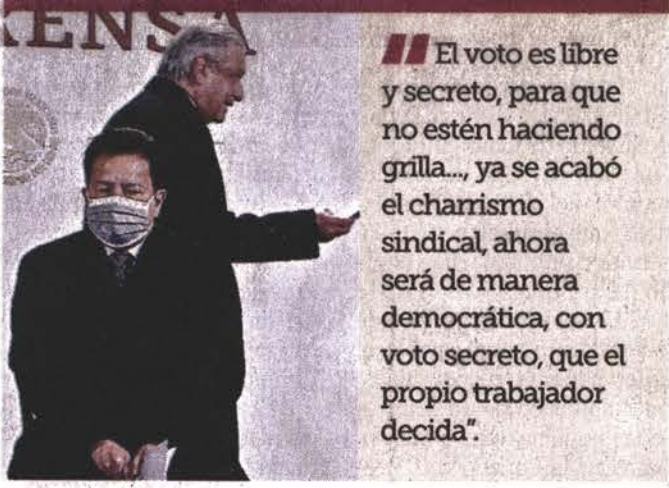 ENSA
El voto es libre
y secreto, para que
no estén haciendo
grilla..., ya se acabó
el charrismo
sindical, ahora
será de manera
democrática, con
voto secreto, que el
propio trabajador
decida".